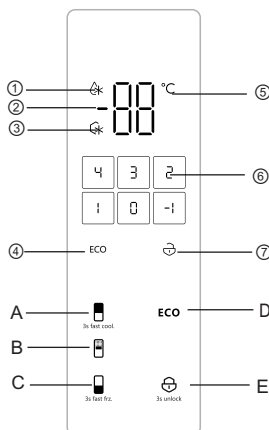 ① -88 °C ⑤
②
③
4 3 2 ⑥
1 0 -1
④ ECO ⑦
A ECO D
3s fast cool.
B
C E
3s fast frz. 3s unlock